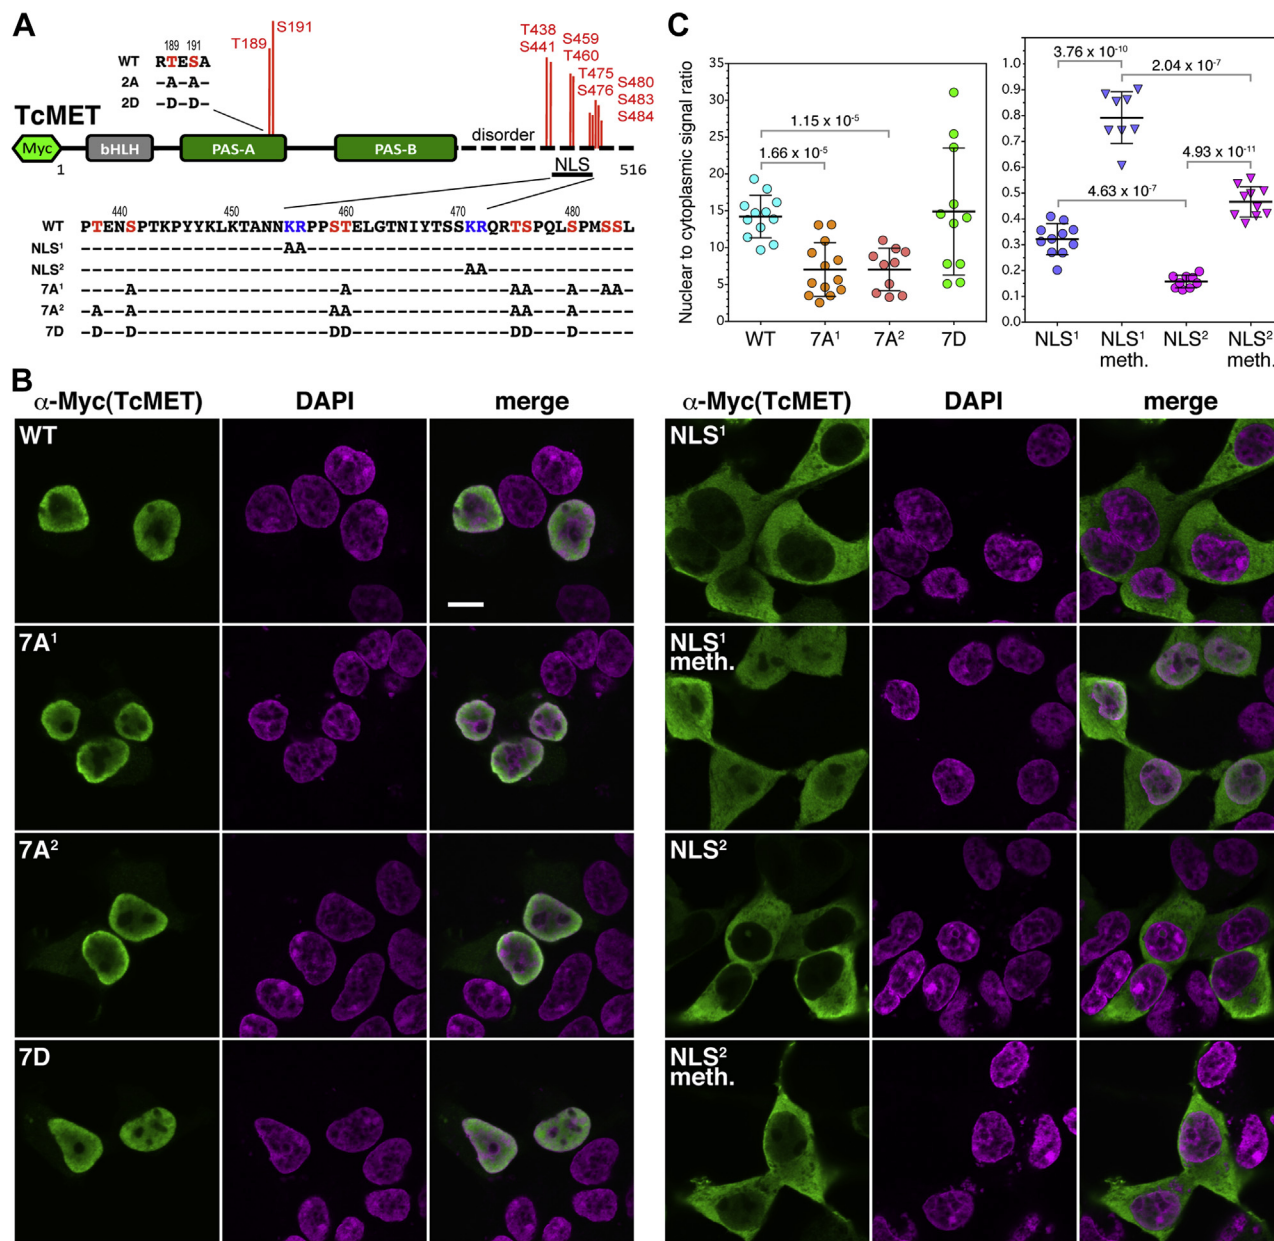 A
189 191
WT RTESA
2A –A–A–
2D –D–D–
T189
S191
T438
S441
S459
T460
T475
S476
S480
S483
S484
TcMET
Myc
bHLH
PAS-A
PAS-B
disorder
1
NLS
516
440 450 460 470 480
WT PTENSPTKPYYYKLKTANNKRPPSTELGTNIYTSSKRQRTSPQLSPMSSL
NLS¹ ------------------AA----------------------------
NLS² ----------------------------------AA------------
7A¹ ----A------------------A--------------AA---A--AA-
7A² -A--A-----------------AA--------------AA---A-----
7D -D--D-----------------DD--------------DD---D-----
C
Nuclear to cytoplasmic signal ratio
35
30
25
20
15
10
5
0
1.15 x 10⁻⁵
1.66 x 10⁻⁵
WT 7A¹ 7A² 7D
1.0
0.9
0.8
0.7
0.6
0.5
0.4
0.3
0.2
0.1
0.0
3.76 x 10⁻¹⁰
2.04 x 10⁻⁷
4.93 x 10⁻¹¹
4.63 x 10⁻⁷
NLS¹ NLS¹ meth. NLS² NLS² meth.
B
α-Myc(TcMET) DAPI merge
WT
7A¹
7A²
7D
α-Myc(TcMET) DAPI merge
NLS¹
NLS¹
meth.
NLS²
NLS²
meth.